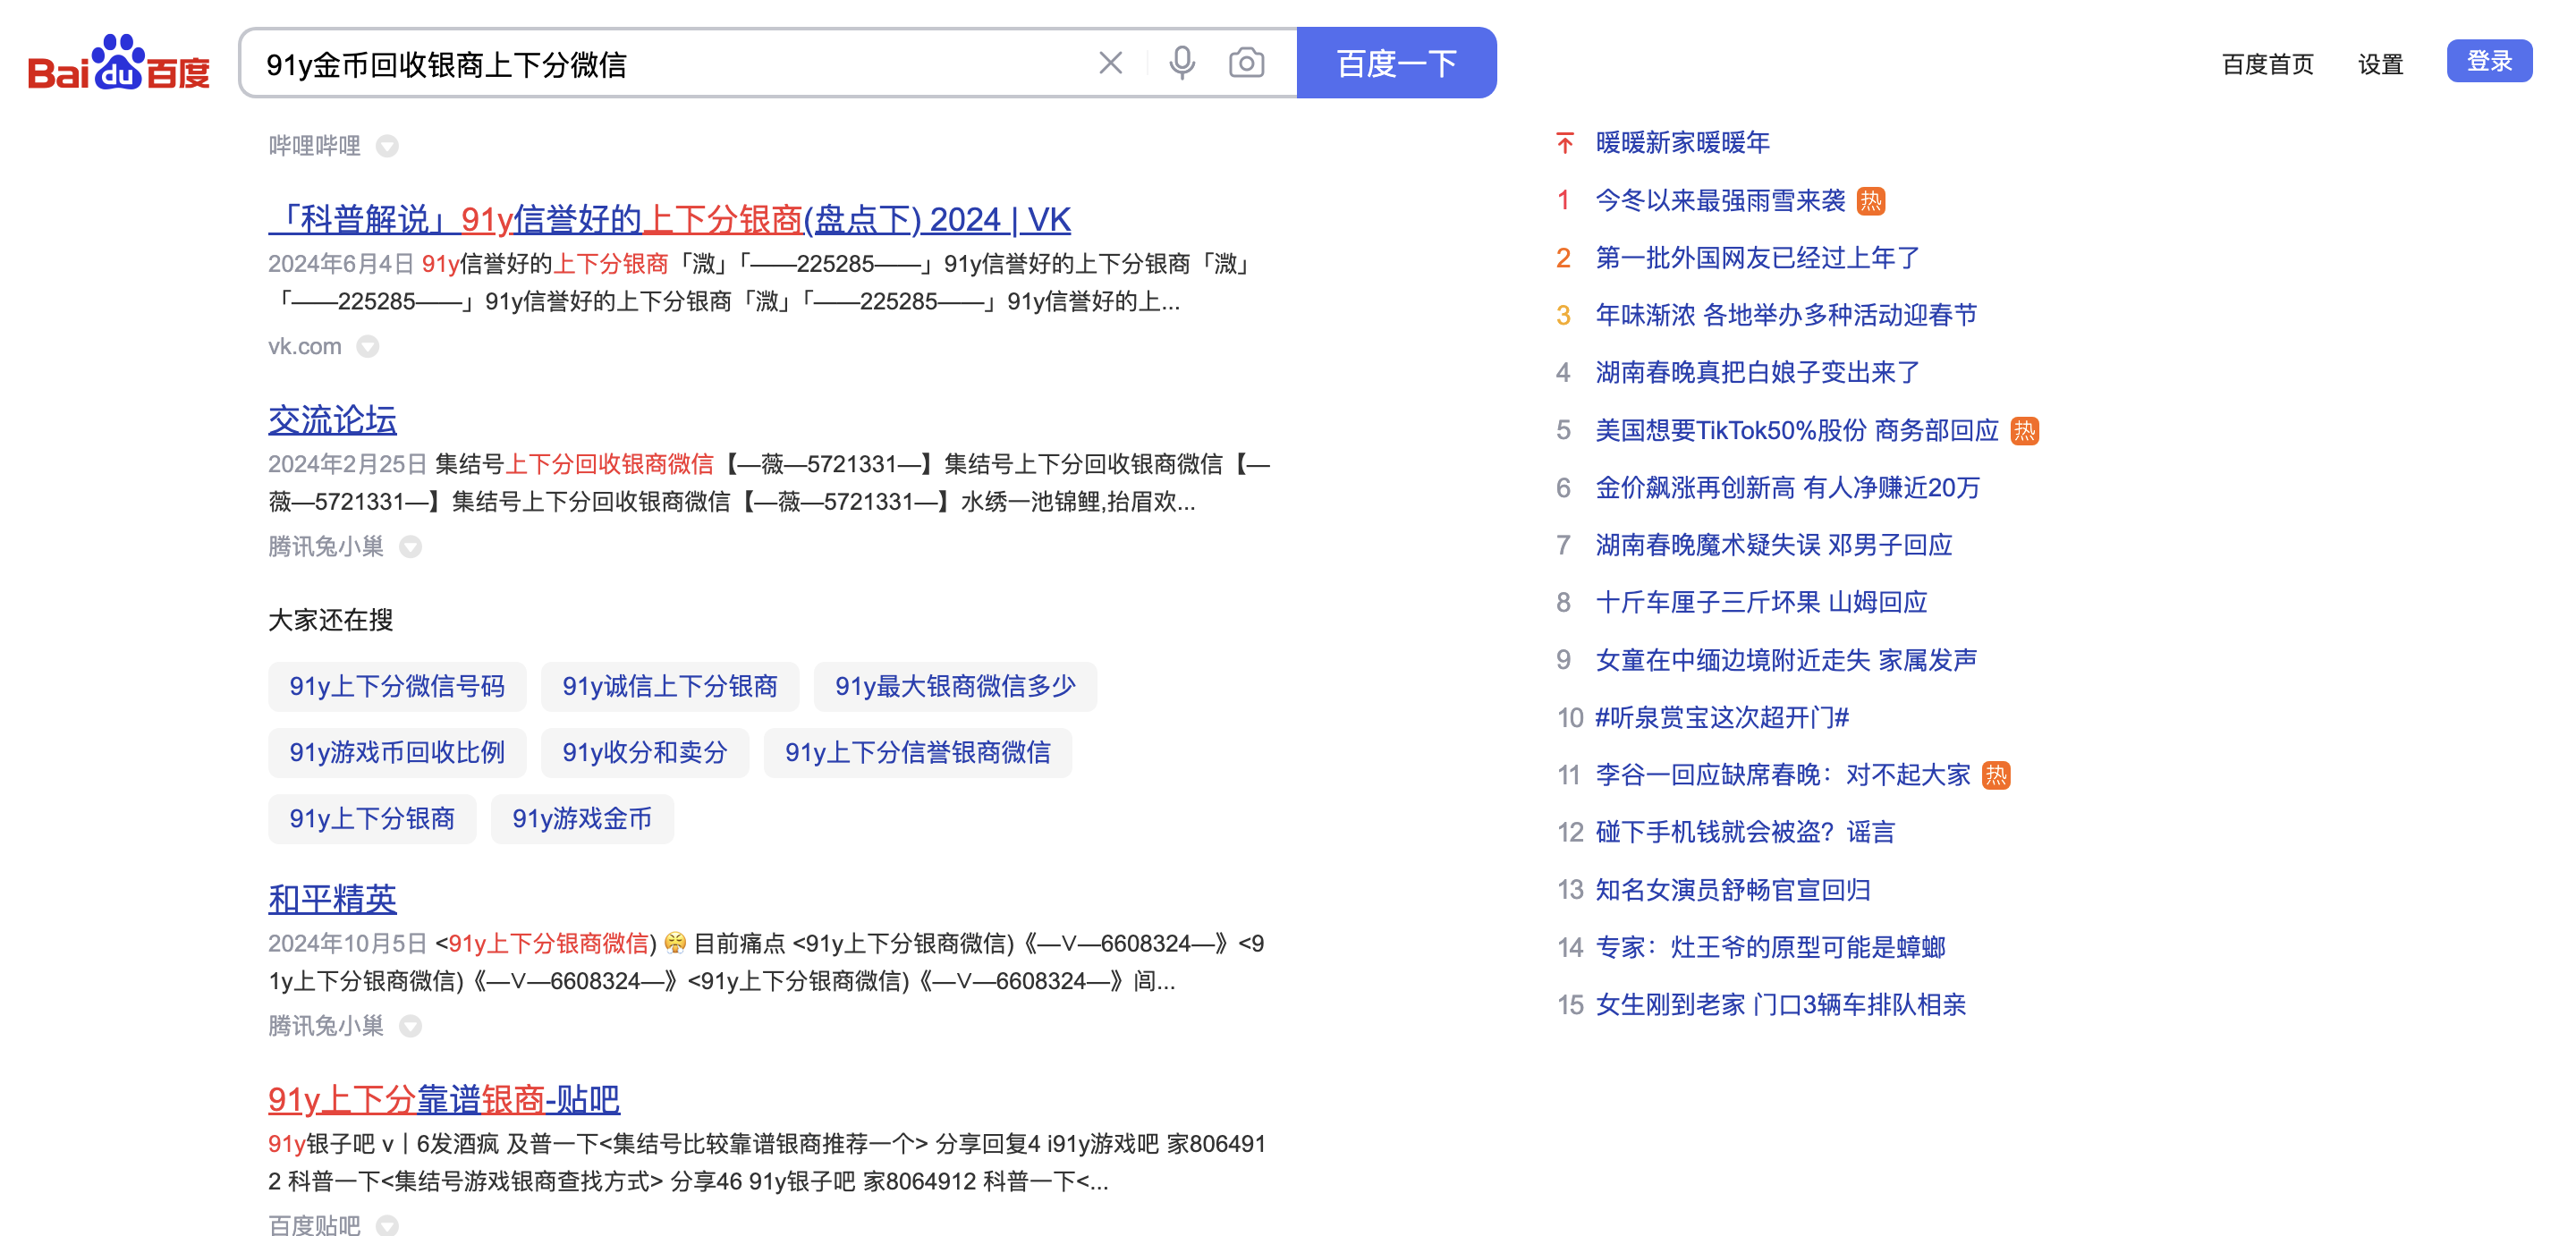 Bai du 百度
91y金币回收银商上下分微信
百度一下
百度首页
设置
登录
哔哩哔哩
「科普解说」91y信誉好的上下分银商(盘点下) 2024 | VK
2024年6月4日 91y信誉好的上下分银商「溦」「——225285——」91y信誉好的上下分银商「溦」
「——225285——」91y信誉好的上下分银商「溦」「——225285——」91y信誉好的上...
vk.com
交流论坛
2024年2月25日 集结号上下分回收银商微信【—薇—5721331—】集结号上下分回收银商微信【—
薇—5721331—】集结号上下分回收银商微信【—薇—5721331—】水绣一池锦鲤,抬眉欢...
腾讯兔小巢
大家还在搜
91y上下分微信号码
91y诚信上下分银商
91y最大银商微信多少
91y游戏币回收比例
91y收分和卖分
91y上下分信誉银商微信
91y上下分银商
91y游戏金币
和平精英
2024年10月5日 <91y上下分银商微信) 😤 目前痛点 <91y上下分银商微信)《—V—6608324—》<9
1y上下分银商微信)《—V—6608324—》<91y上下分银商微信)《—V—6608324—》闾...
腾讯兔小巢
91y上下分靠谱银商-贴吧
91y银子吧 v丨6发酒疯 及普一下<集结号比较靠谱银商推荐一个> 分享回复4 i91y游戏吧 家806491
2 科普一下<集结号游戏银商查找方式> 分享46 91y银子吧 家8064912 科普一下<...
百度贴吧
暖暖新家暖暖年
1 今冬以来最强雨雪来袭 热
2 第一批外国网友已经过上年了
3 年味渐浓 各地举办多种活动迎春节
4 湖南春晚真把白娘子变出来了
5 美国想要TikTok50%股份 商务部回应 热
6 金价飙涨再创新高 有人净赚近20万
7 湖南春晚魔术疑失误 邓男子回应
8 十斤车厘子三斤坏果 山姆回应
9 女童在中缅边境附近走失 家属发声
10 #听泉赏宝这次超开门#
11 李谷一回应缺席春晚：对不起大家 热
12 碰下手机钱就会被盗？谣言
13 知名女演员舒畅官宣回归
14 专家：灶王爷的原型可能是蟑螂
15 女生刚到老家 门口3辆车排队相亲